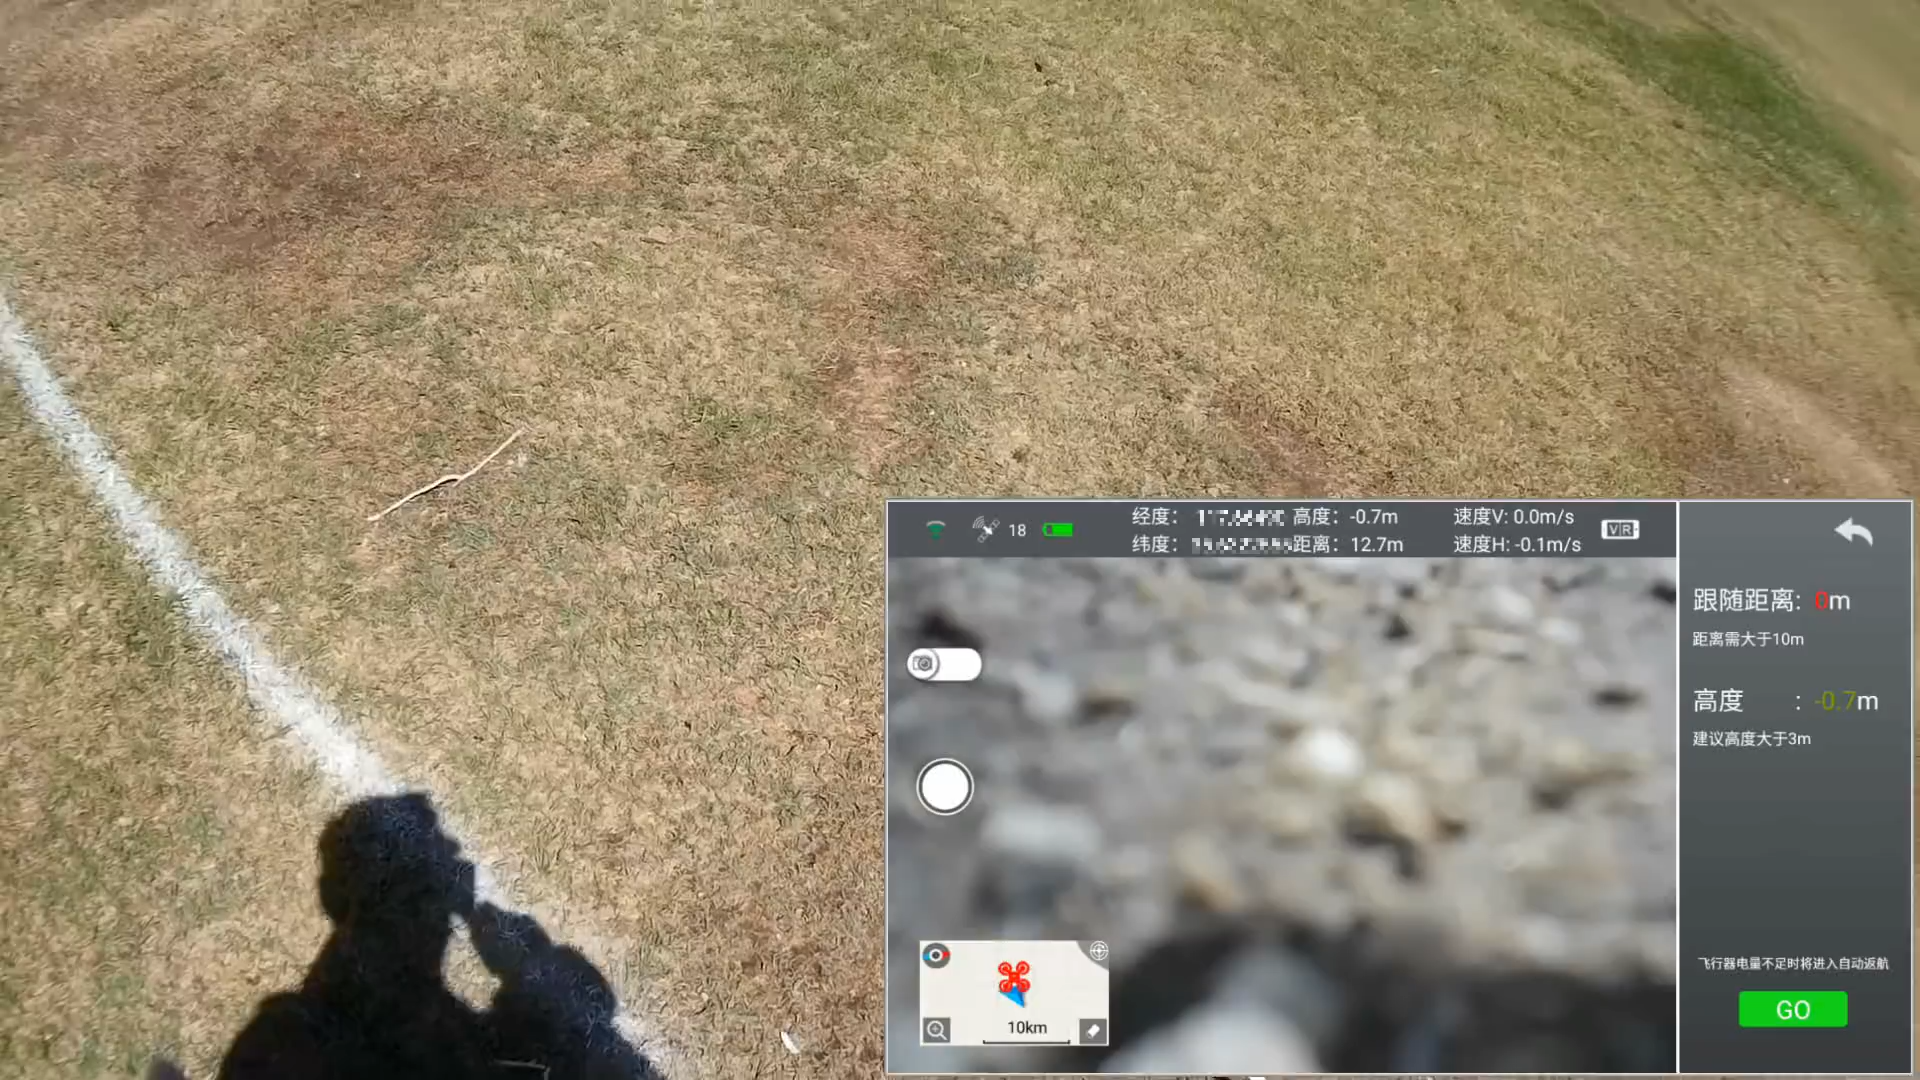 18
经度: 高度: -0.7m 速度V: 0.0m/s
纬度: 距离: 12.7m 速度H: -0.1m/s
VR
跟随距离: 0m
距离需大于10m
高度 : -0.7m
建议高度大于3m
10km
飞行器电量不足时将进入自动返航
GO